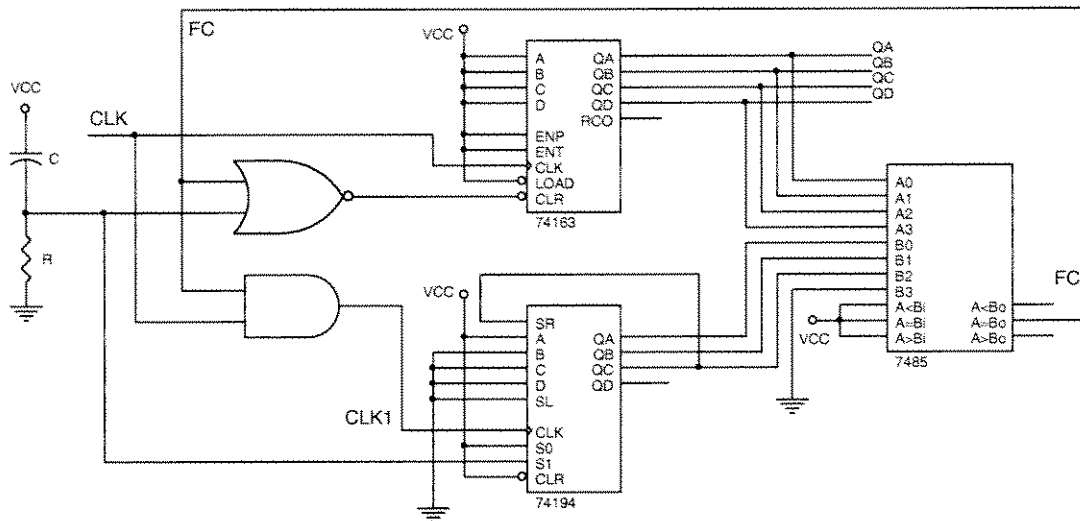 FC
VCC
CLK
C
R
VCC
A
B
C
D
ENP
ENT
CLK
LOAD
CLR
QA
QB
QC
QD
RCO
74163
QA
QB
QC
QD
VCC
SR
A
B
C
D
SL
CLK
S0
S1
CLR
QA
QB
QC
QD
74194
CLK1
A0
A1
A2
A3
B0
B1
B2
B3
A<Bi
A=Bi
A>Bi
A<Bo
A=Bo
A>Bo
7485
VCC
FC